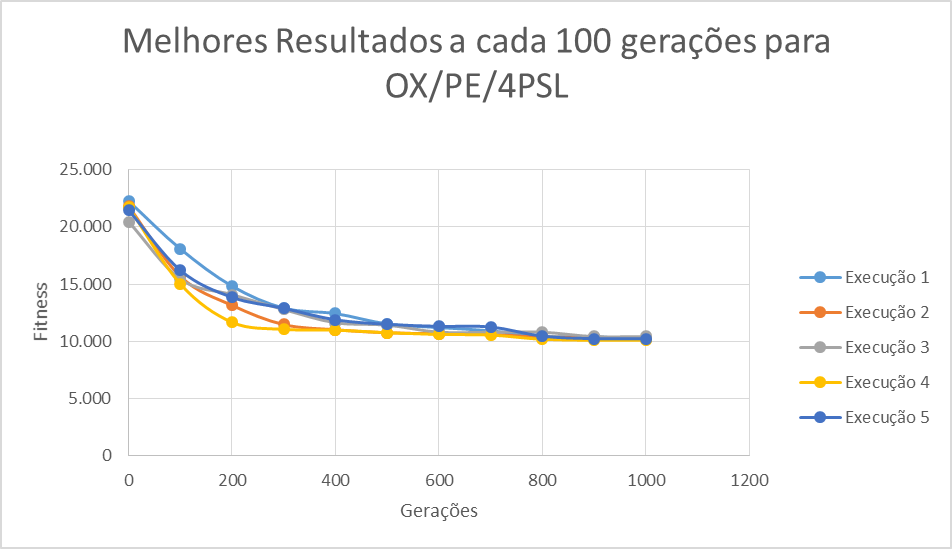 Melhores Resultados a cada 100 gerações para
OX/PE/4PSL
25.000
20.000
15.000
10.000
5.000
0
Fitness
0 200 400 600 800 1000 1200
Gerações
Execução 1
Execução 2
Execução 3
Execução 4
Execução 5